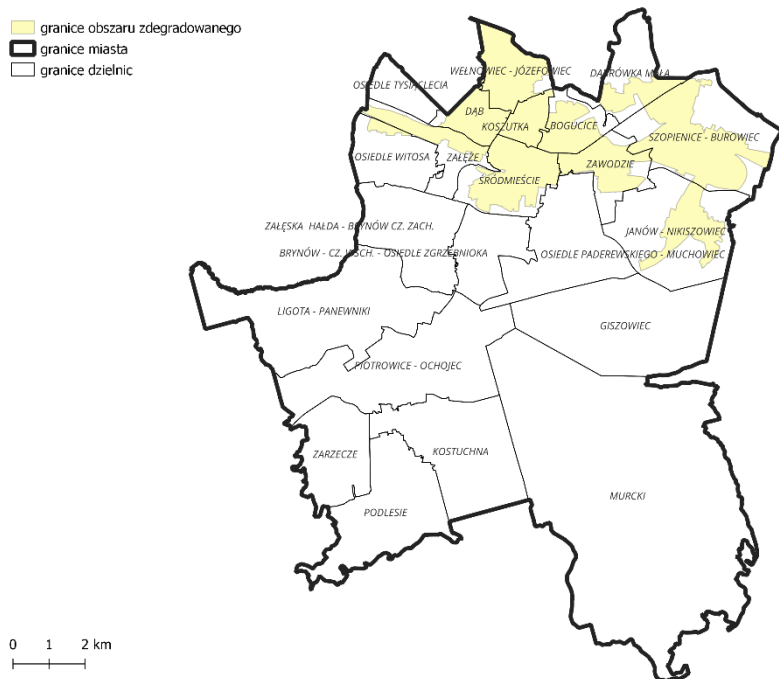 granice obszaru zdegradowanego
granice miasta
granice dzielnic
WEŁNOWIEC - JÓZEFOWIEC
DĄBRÓWKA MAŁA
OSIEDLE TYSIĄCLECIA
DĄB
KOSZUTKA
BOGUCICE
SZOPIENICE - BUROWIEC
OSIEDLE WITOSA
ZAŁĘŻE
ZAWODZIE
ŚRÓDMIEŚCIE
ZAŁĘSKA HAŁDA - BRYNÓW CZ. ZACH.
JANÓW - NIKISZOWIEC
BRYNÓW - CZ. WSCH. - OSIEDLE ZGRZEBNIOKA
OSIEDLE PADEREWSKIEGO - MUCHOWIEC
LIGOTA - PANEWNIKI
GISZOWIEC
PIOTROWICE - OCHOJEC
ZARZECZE
KOSTUCHNA
MURCKI
PODLESIE
0 1 2 km